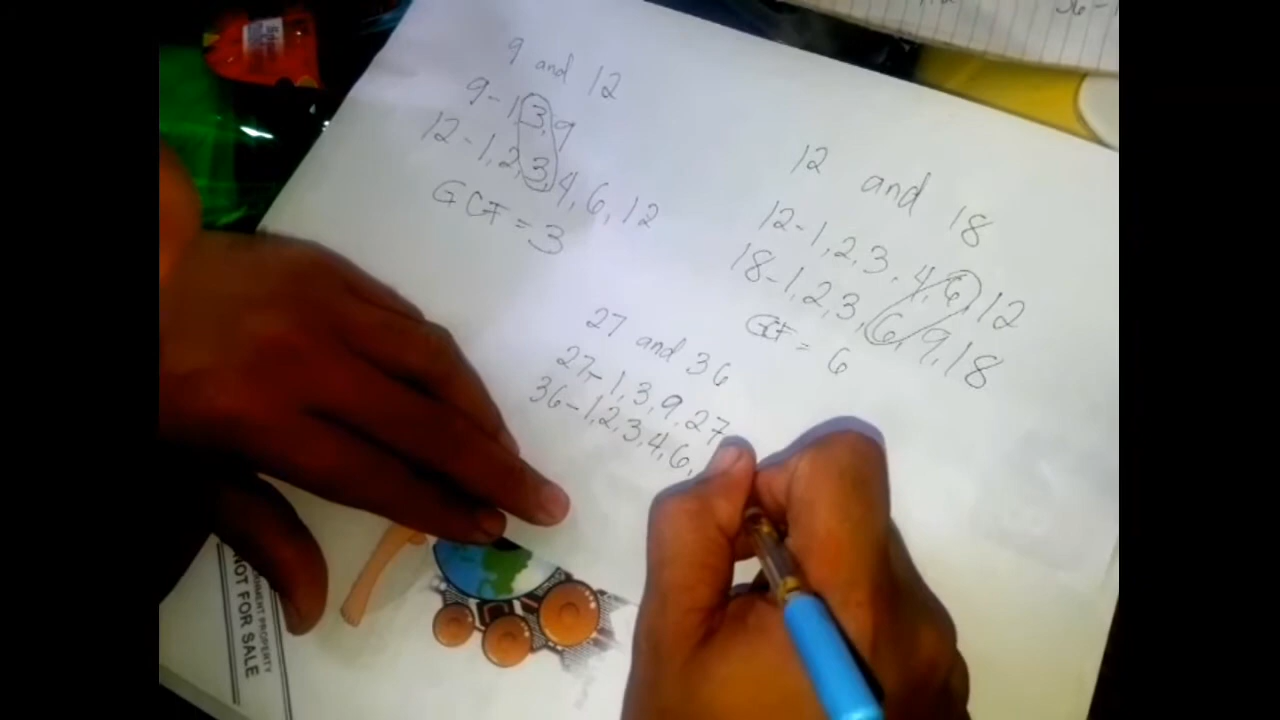 9 and 12
9-1,3,9
12-1,2,3,4,6,12
GCF = 3
12 and 18
12-1,2,3,4,6,12
18-1,2,3,6,9,18
GCF = 6
27 and 36
27-1,3,9,27
36-1,2,3,4,6,
PROPERTY
NOT FOR SALE